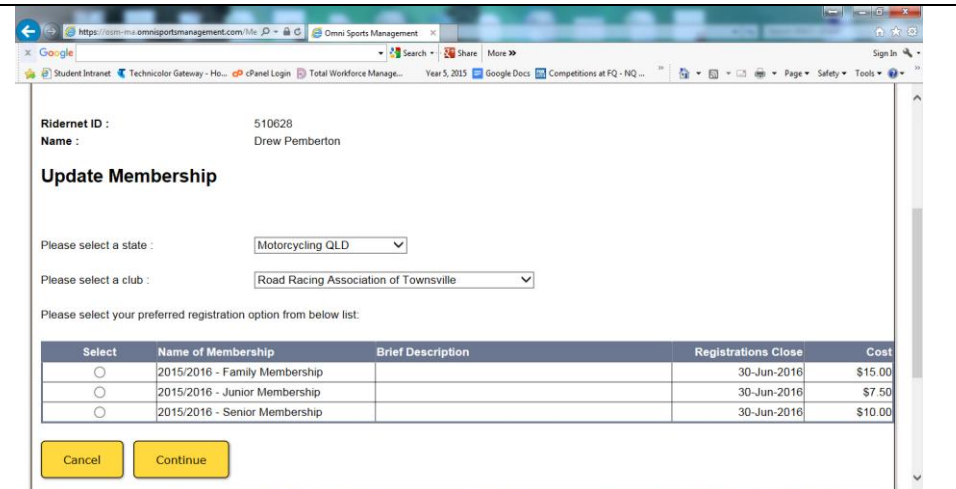 https://osm-ma.omnisportsmanagement.com/Me
Omni Sports Management
x Google Search Share More >> Sign In
Student Intranet Technicolor Gateway - Ho... cPanel Login Total Workforce Manage... Year 5, 2015 Google Docs Competitions at FQ - NQ ... Page Safety Tools
Ridernet ID : 510628
Name : Drew Pemberton
Update Membership
Please select a state : Motorcycling QLD
Please select a club : Road Racing Association of Townsville
Please select your preferred registration option from below list:
Select Name of Membership Brief Description Registrations Close Cost
2015/2016 - Family Membership 30-Jun-2016 $15.00
2015/2016 - Junior Membership 30-Jun-2016 $7.50
2015/2016 - Senior Membership 30-Jun-2016 $10.00
Cancel Continue